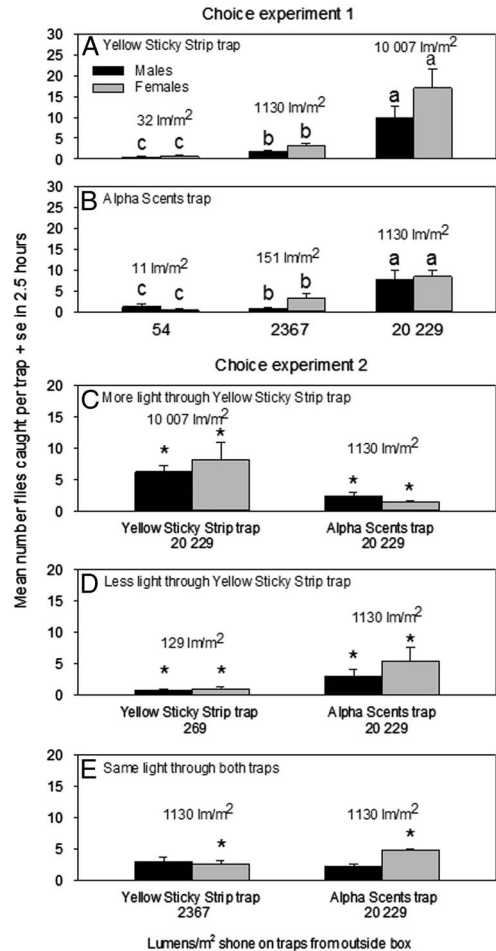 Choice experiment 1
A Yellow Sticky Strip trap
10 007 lm/m2
Males
Females
30
25
20
15
10
5
0
32 lm/m2
1130 lm/m2
c c
b b
a a
B Alpha Scents trap
30
25
20
15
10
5
0
11 lm/m2
151 lm/m2
1130 lm/m2
c c
b b
a a
54 2367 20 229
Mean number flies caught per trap + se in 2.5 hours
Choice experiment 2
C More light through Yellow Sticky Strip trap
20
15
10
5
0
10 007 lm/m2
1130 lm/m2
* *
* *
Yellow Sticky Strip trap Alpha Scents trap
20 229 20 229
D Less light through Yellow Sticky Strip trap
20
15
10
5
0
129 lm/m2
1130 lm/m2
* *
* *
Yellow Sticky Strip trap Alpha Scents trap
269 20 229
E Same light through both traps
20
15
10
5
0
1130 lm/m2
1130 lm/m2
*
*
Yellow Sticky Strip trap Alpha Scents trap
2367 20 229
Lumens/m2 shone on traps from outside box